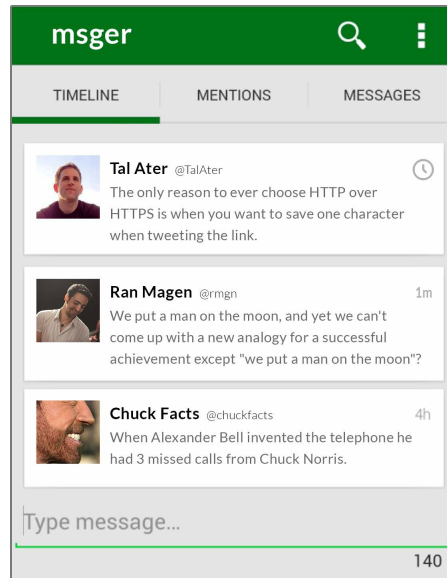 msger
TIMELINE MENTIONS MESSAGES
Tal Ater @TalAter
The only reason to ever choose HTTP over
HTTPS is when you want to save one character
when tweeting the link.
Ran Magen @rmgn 1m
We put a man on the moon, and yet we can't
come up with a new analogy for a successful
achievement except "we put a man on the moon"?
Chuck Facts @chuckfacts 4h
When Alexander Bell invented the telephone he
had 3 missed calls from Chuck Norris.
Type message...
140